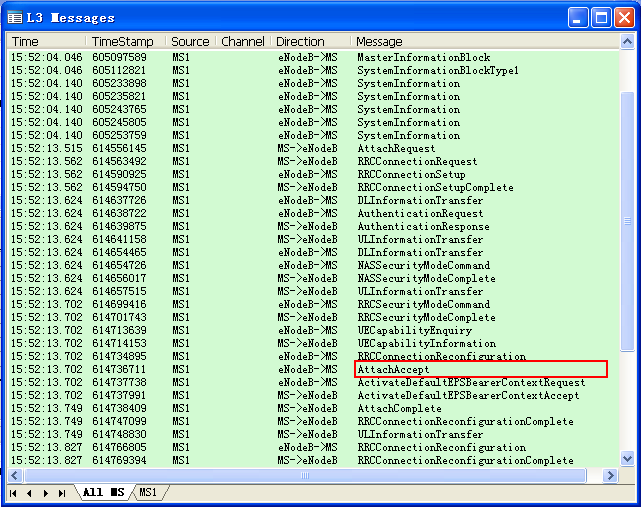 L3 Messages
Time TimeStamp Source Channel Direction Message
15:52:04.046 605097589 MS1 eNodeB->MS MasterInformationBlock
15:52:04.046 605112821 MS1 eNodeB->MS SystemInformationBlockType1
15:52:04.140 605233898 MS1 eNodeB->MS SystemInformation
15:52:04.140 605235821 MS1 eNodeB->MS SystemInformation
15:52:04.140 605243765 MS1 eNodeB->MS SystemInformation
15:52:04.140 605245805 MS1 eNodeB->MS SystemInformation
15:52:04.140 605253759 MS1 eNodeB->MS SystemInformation
15:52:13.515 614556145 MS1 MS->eNodeB AttachRequest
15:52:13.562 614563492 MS1 MS->eNodeB RRCConnectionRequest
15:52:13.562 614590925 MS1 eNodeB->MS RRCConnectionSetup
15:52:13.562 614594750 MS1 MS->eNodeB RRCConnectionSetupComplete
15:52:13.624 614637726 MS1 eNodeB->MS DLInformationTransfer
15:52:13.624 614638722 MS1 eNodeB->MS AuthenticationRequest
15:52:13.624 614639875 MS1 MS->eNodeB AuthenticationResponse
15:52:13.624 614641158 MS1 MS->eNodeB ULInformationTransfer
15:52:13.624 614654465 MS1 eNodeB->MS DLInformationTransfer
15:52:13.624 614654726 MS1 eNodeB->MS NASSecurityModeCommand
15:52:13.624 614656017 MS1 MS->eNodeB NASSecurityModeComplete
15:52:13.624 614657515 MS1 MS->eNodeB ULInformationTransfer
15:52:13.702 614699416 MS1 eNodeB->MS RRCSecurityModeCommand
15:52:13.702 614701743 MS1 MS->eNodeB RRCSecurityModeComplete
15:52:13.702 614713639 MS1 eNodeB->MS UECapabilityEnquiry
15:52:13.702 614714153 MS1 MS->eNodeB UECapabilityInformation
15:52:13.702 614734895 MS1 eNodeB->MS RRCConnectionReconfiguration
15:52:13.702 614736711 MS1 eNodeB->MS AttachAccept
15:52:13.702 614737738 MS1 eNodeB->MS ActivateDefaultEPSBearerContextRequest
15:52:13.702 614737991 MS1 MS->eNodeB ActivateDefaultEPSBearerContextAccept
15:52:13.749 614738409 MS1 MS->eNodeB AttachComplete
15:52:13.749 614747099 MS1 MS->eNodeB RRCConnectionReconfigurationComplete
15:52:13.749 614748830 MS1 MS->eNodeB ULInformationTransfer
15:52:13.827 614766805 MS1 eNodeB->MS RRCConnectionReconfiguration
15:52:13.827 614769394 MS1 MS->eNodeB RRCConnectionReconfigurationComplete
All MS MS1